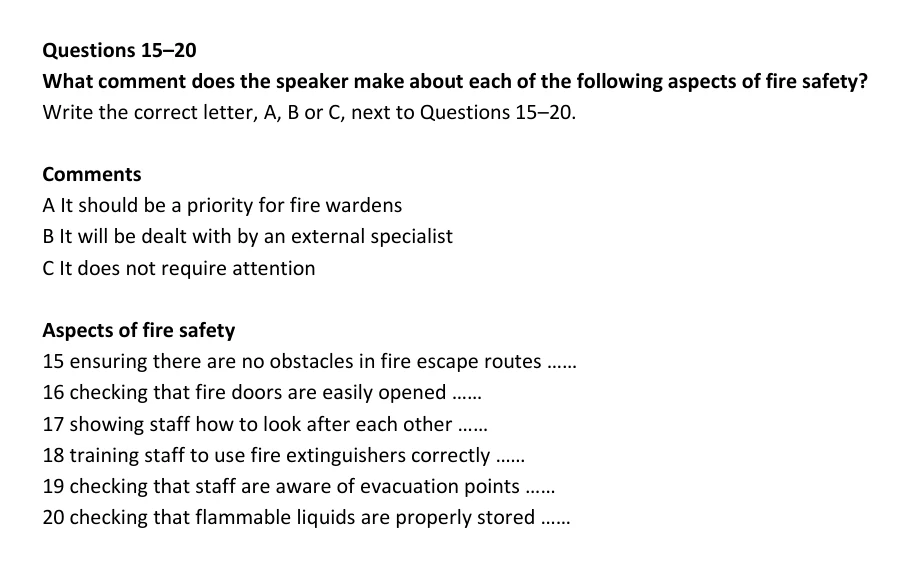 Questions 15–20
What comment does the speaker make about each of the following aspects of fire safety?
Write the correct letter, A, B or C, next to Questions 15–20.
Comments
A It should be a priority for fire wardens
B It will be dealt with by an external specialist
C It does not require attention
Aspects of fire safety
15 ensuring there are no obstacles in fire escape routes ......
16 checking that fire doors are easily opened ......
17 showing staff how to look after each other ......
18 training staff to use fire extinguishers correctly ......
19 checking that staff are aware of evacuation points ......
20 checking that flammable liquids are properly stored ......